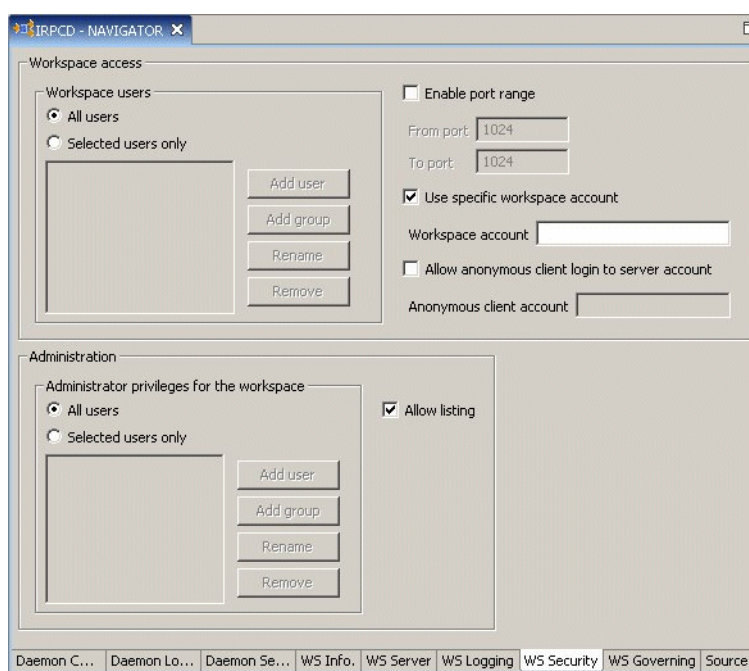 IRPCD - NAVIGATOR
Workspace access
Workspace users
All users
Selected users only
Add user
Add group
Rename
Remove
Enable port range
From port 1024
To port 1024
Use specific workspace account
Workspace account
Allow anonymous client login to server account
Anonymous client account
Administration
Administrator privileges for the workspace
All users
Selected users only
Add user
Add group
Rename
Remove
Allow listing
Daemon C... Daemon Lo... Daemon Se... WS Info. WS Server WS Logging WS Security WS Governing Source